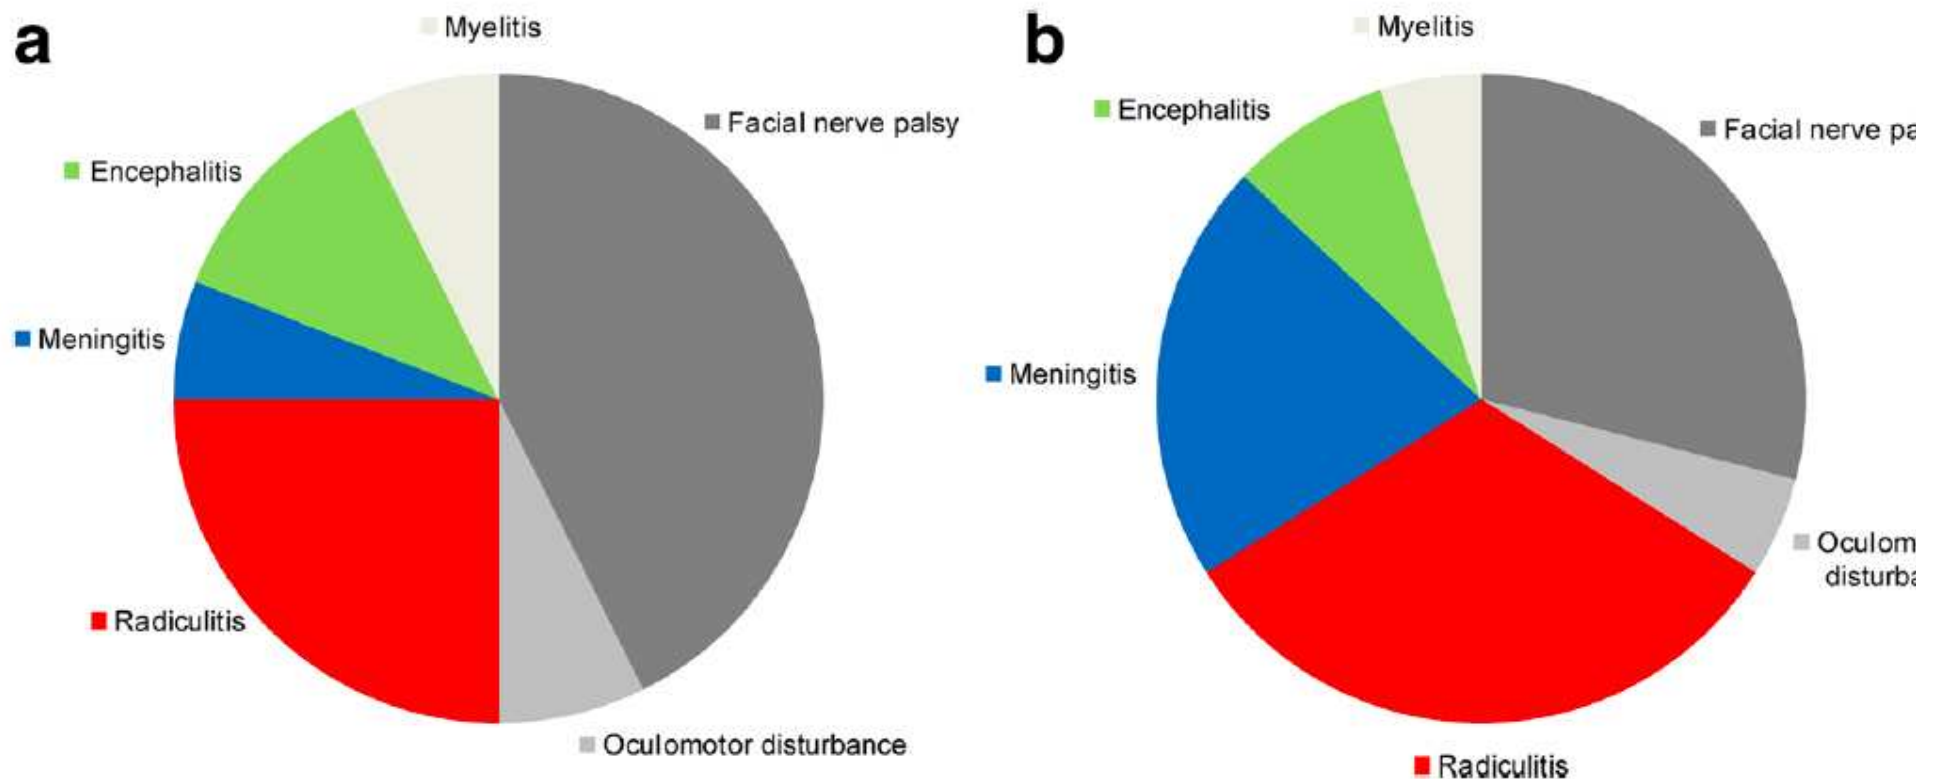 a
Myelitis
Facial nerve palsy
Encephalitis
Meningitis
Radiculitis
Oculomotor disturbance
b
Myelitis
Encephalitis
Facial nerve pa
Meningitis
Oculom
disturba
Radiculitis